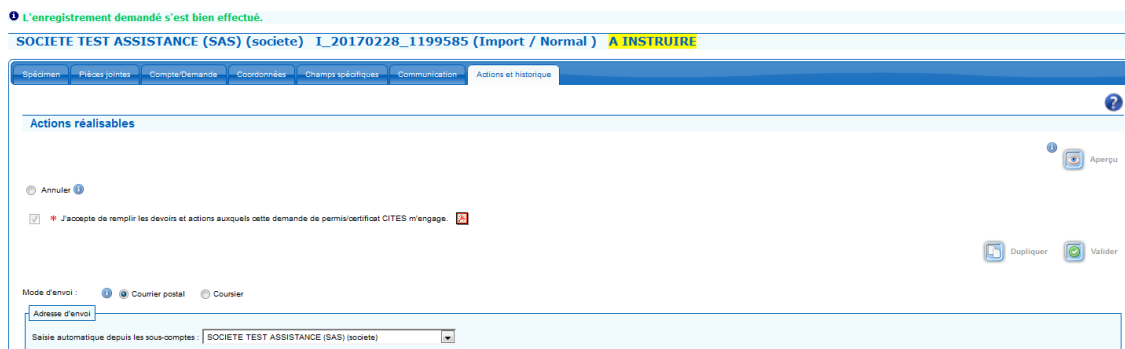 L'enregistrement demandé s'est bien effectué.
SOCIETE TEST ASSISTANCE (SAS) (societe) I_20170228_1199585 (Import / Normal ) A INSTRUIRE
Spécimen Pièces jointes Compte/Demande Coordonnées Champs spécifiques Communication Actions et historique
Actions réalisables
Aperçu
Annuler
* J'accepte de remplir les devoirs et actions auxquels cette demande de permis/certificat CITES m'engage.
Dupliquer Valider
Mode d'envoi : Courrier postal Coursier
Adresse d'envoi
Saisie automatique depuis les sous-comptes : SOCIETE TEST ASSISTANCE (SAS) (societe)